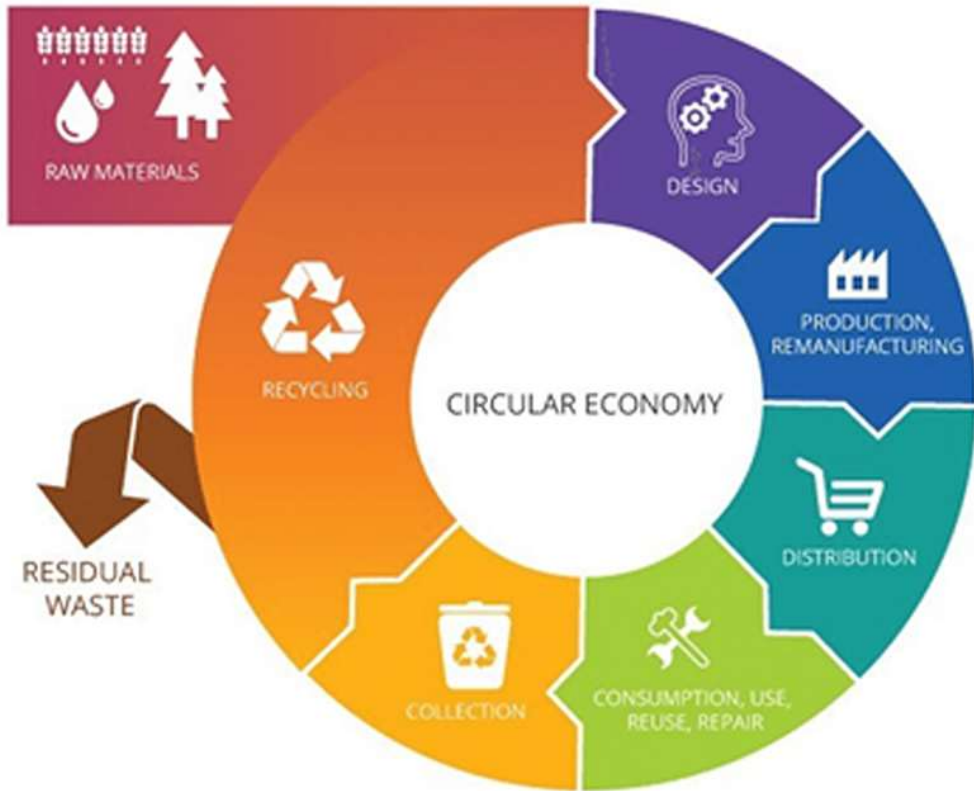 RAW MATERIALS
DESIGN
PRODUCTION,
REMANUFACTURING
DISTRIBUTION
CONSUMPTION, USE,
REUSE, REPAIR
COLLECTION
RECYCLING
RESIDUAL
WASTE
CIRCULAR ECONOMY